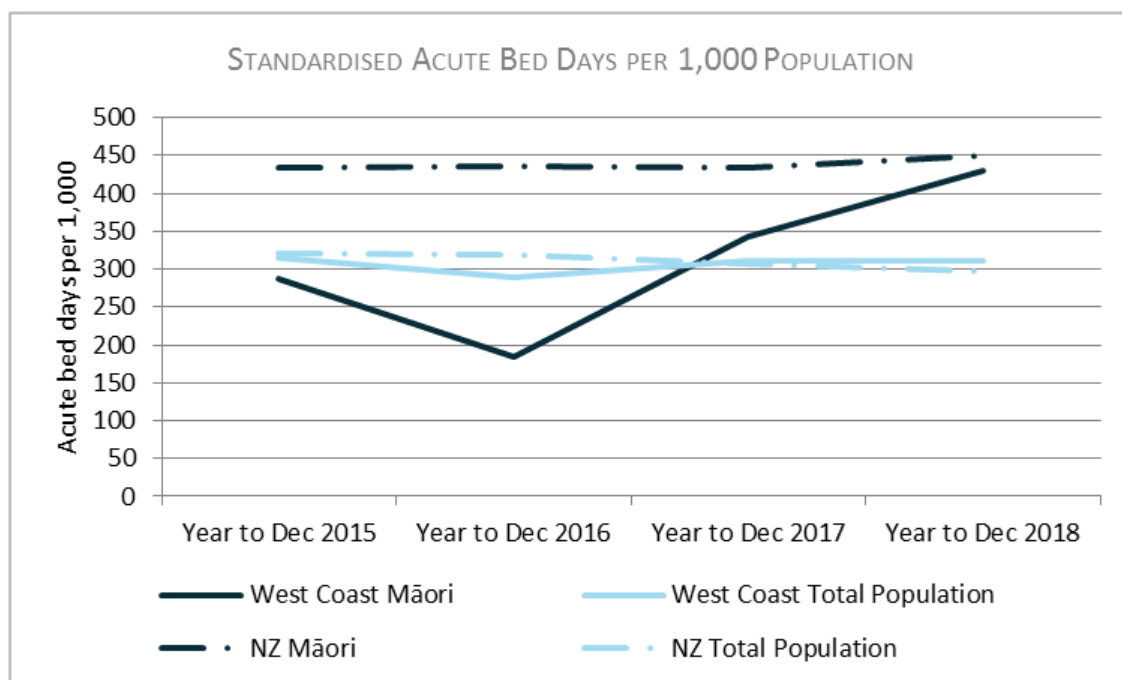 STANDARDISED ACUTE BED DAYS PER 1,000 POPULATION
Acute bed days per 1,000
500
450
400
350
300
250
200
150
100
50
0
Year to Dec 2015 Year to Dec 2016 Year to Dec 2017 Year to Dec 2018
West Coast Māori West Coast Total Population
NZ Māori NZ Total Population